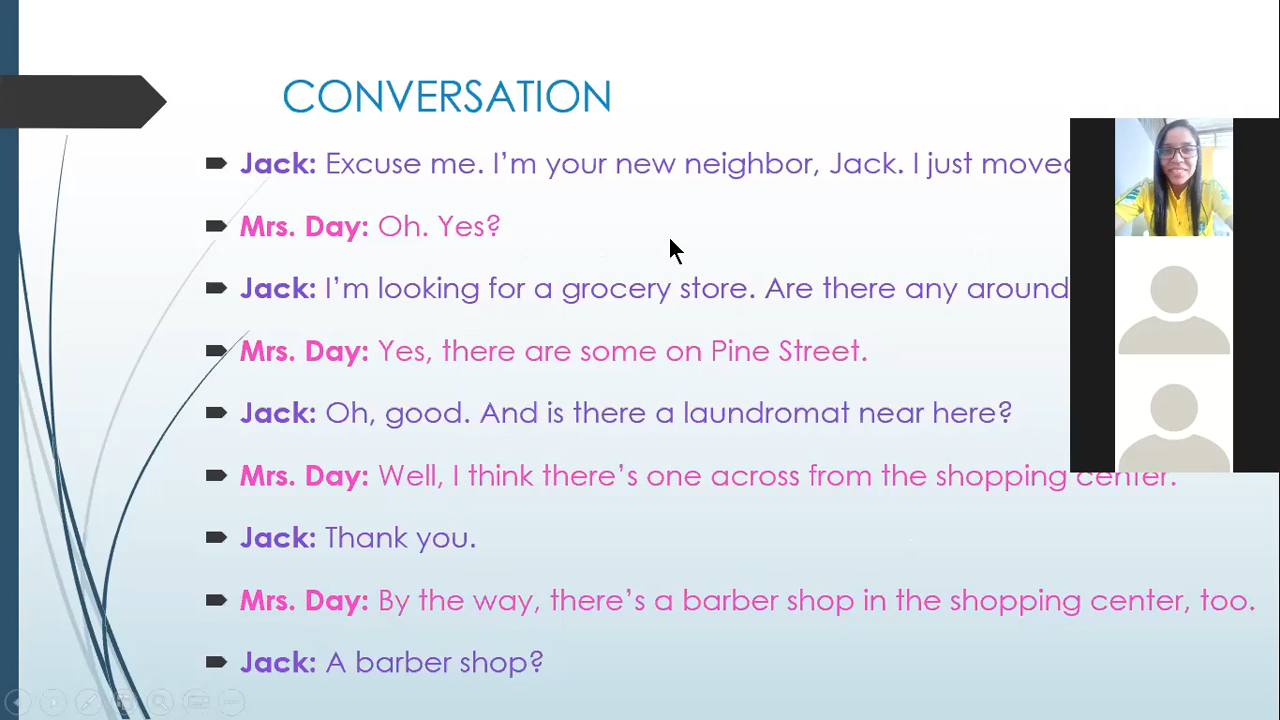 CONVERSATION
Jack: Excuse me. I'm your new neighbor, Jack. I just moved
Mrs. Day: Oh. Yes?
Jack: I'm looking for a grocery store. Are there any around
Mrs. Day: Yes, there are some on Pine Street.
Jack: Oh, good. And is there a laundromat near here?
Mrs. Day: Well, I think there's one across from the shopping center.
Jack: Thank you.
Mrs. Day: By the way, there's a barber shop in the shopping center, too.
Jack: A barber shop?